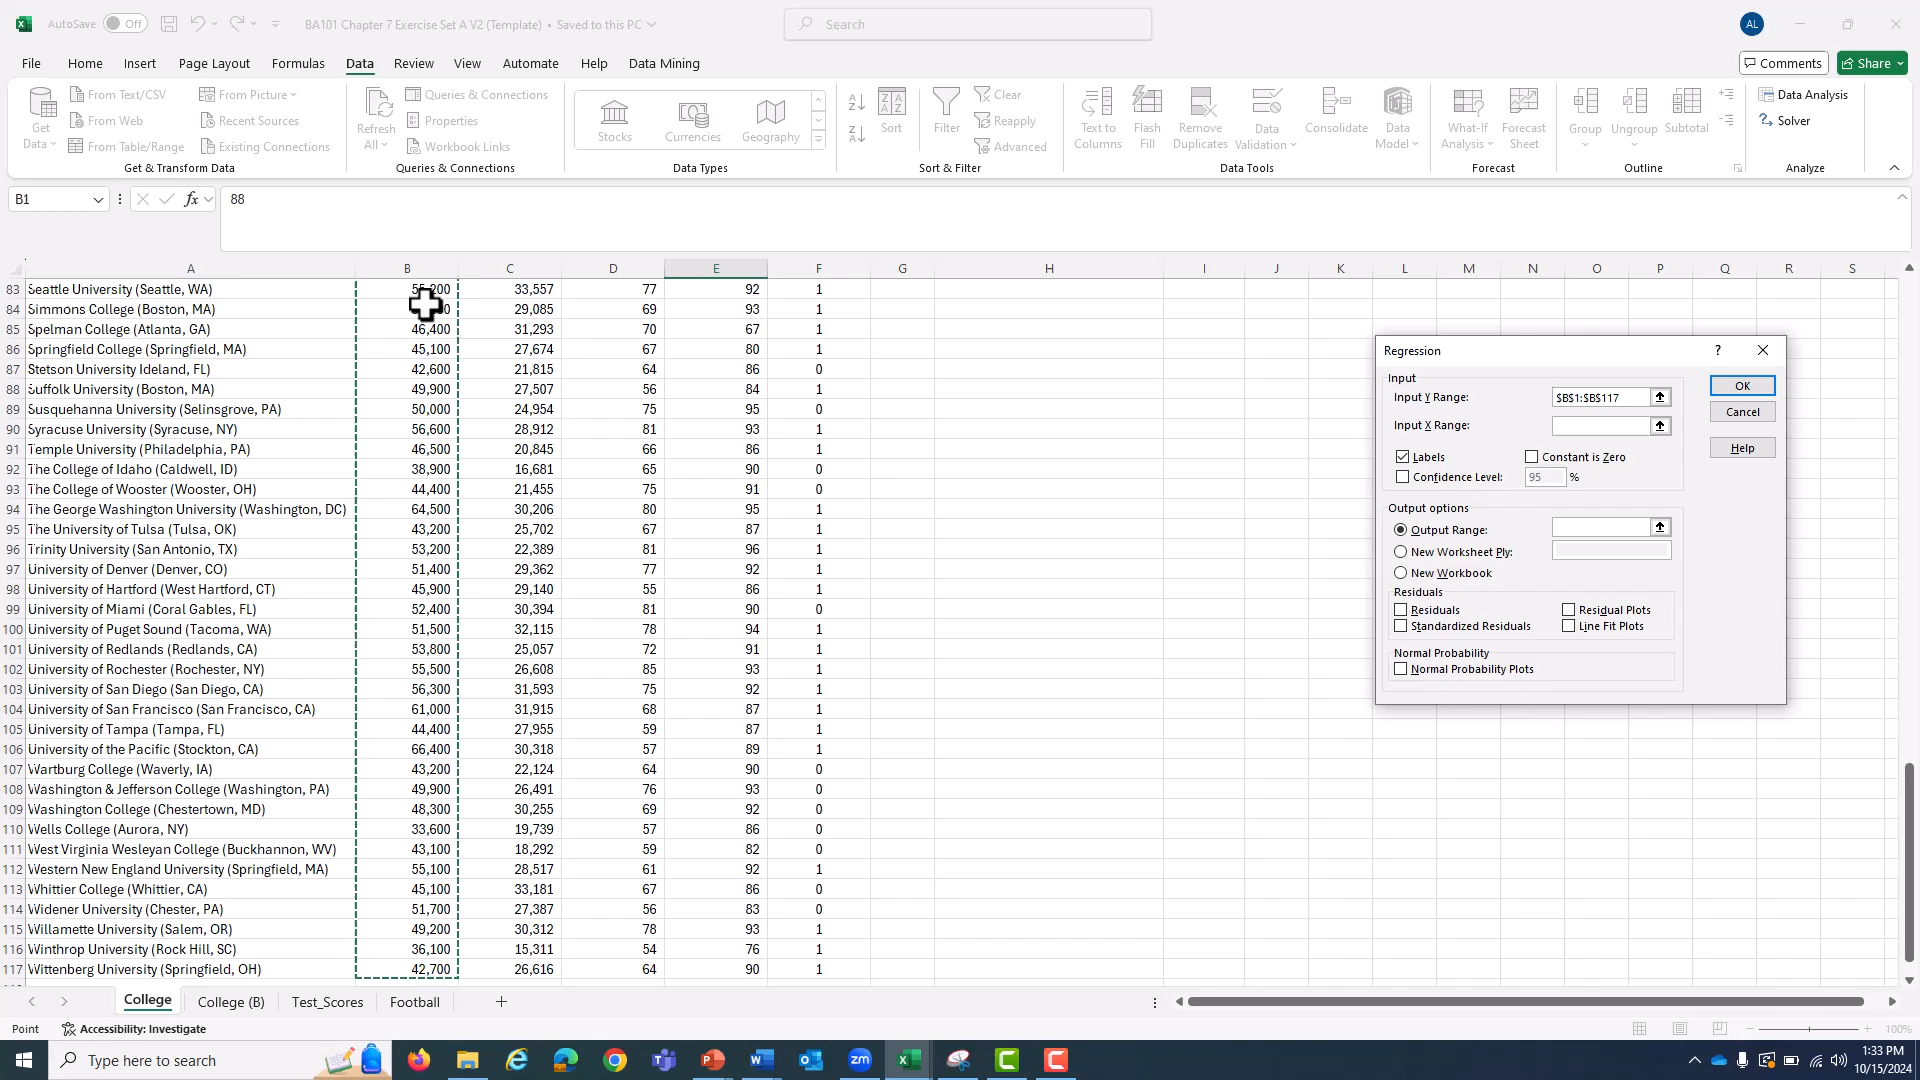 AutoSave Off BA101 Chapter 7 Exercise Set A V2 (Template) • Saved to this PC Search AL
File Home Insert Page Layout Formulas Data Review View Automate Help Data Mining Comments Share
Get Data From Text/CSV From Web From Table/Range From Picture Recent Sources Existing Connections
Get & Transform Data
Refresh All Queries & Connections Properties Workbook Links
Queries & Connections
Stocks Currencies Geography
Data Types
Sort Filter Clear Reapply Advanced
Sort & Filter
Text to Columns Flash Fill Remove Duplicates Data Validation Consolidate Data Model
Data Tools
What-If Analysis Forecast Sheet
Forecast
Group Ungroup Subtotal
Outline
Data Analysis Solver
Analyze
B1 fx 88
A B C D E F G H I J K L M N O P Q R S
83 Seattle University (Seattle, WA) 33,557 77 92 1
84 Simmons College (Boston, MA) 29,085 69 93 1
85 Spelman College (Atlanta, GA) 46,400 31,293 70 67 1
86 Springfield College (Springfield, MA) 45,100 27,674 67 80 1
87 Stetson University Ideland, FL) 42,600 21,815 64 86 0
88 Suffolk University (Boston, MA) 49,900 27,507 56 84 1
89 Susquehanna University (Selinsgrove, PA) 50,000 24,954 75 95 0
90 Syracuse University (Syracuse, NY) 56,600 28,912 81 93 1
91 Temple University (Philadelphia, PA) 46,500 20,845 66 86 1
92 The College of Idaho (Caldwell, ID) 38,900 16,681 65 90 0
93 The College of Wooster (Wooster, OH) 44,400 21,455 75 91 0
94 The George Washington University (Washington, DC) 64,500 30,206 80 95 1
95 The University of Tulsa (Tulsa, OK) 43,200 25,702 67 87 1
96 Trinity University (San Antonio, TX) 53,200 22,389 81 96 1
97 University of Denver (Denver, CO) 51,400 29,362 77 92 1
98 University of Hartford (West Hartford, CT) 45,900 29,140 55 86 1
99 University of Miami (Coral Gables, FL) 52,400 30,394 81 90 0
100 University of Puget Sound (Tacoma, WA) 51,500 32,115 78 94 1
101 University of Redlands (Redlands, CA) 53,800 25,057 72 91 1
102 University of Rochester (Rochester, NY) 55,500 26,608 85 93 1
103 University of San Diego (San Diego, CA) 56,300 31,593 75 92 1
104 University of San Francisco (San Francisco, CA) 61,000 31,915 68 87 1
105 University of Tampa (Tampa, FL) 44,400 27,955 59 87 1
106 University of the Pacific (Stockton, CA) 66,400 30,318 57 89 1
107 Wartburg College (Waverly, IA) 43,200 22,124 64 90 0
108 Washington & Jefferson College (Washington, PA) 49,900 26,491 76 93 0
109 Washington College (Chestertown, MD) 48,300 30,255 69 92 0
110 Wells College (Aurora, NY) 33,600 19,739 57 86 0
111 West Virginia Wesleyan College (Buckhannon, WV) 43,100 18,292 59 82 0
112 Western New England University (Springfield, MA) 55,100 28,517 61 92 1
113 Whittier College (Whittier, CA) 45,100 33,181 67 86 0
114 Widener University (Chester, PA) 51,700 27,387 56 83 0
115 Willamette University (Salem, OR) 49,200 30,312 78 93 1
116 Winthrop University (Rock Hill, SC) 36,100 15,311 54 76 1
117 Wittenberg University (Springfield, OH) 42,700 26,616 64 90 1
Regression ?
Input
Input Y Range: $B$1:$B$117 OK
Input X Range: Cancel
Labels Constant is Zero Help
Confidence Level: 95 %
Output options
Output Range:
New Worksheet Ply:
New Workbook
Residuals
Residuals Residual Plots
Standardized Residuals Line Fit Plots
Normal Probability
Normal Probability Plots
College College (B) Test_Scores Football
Point Accessibility: Investigate 100%
Type here to search 1:33 PM
10/15/2024